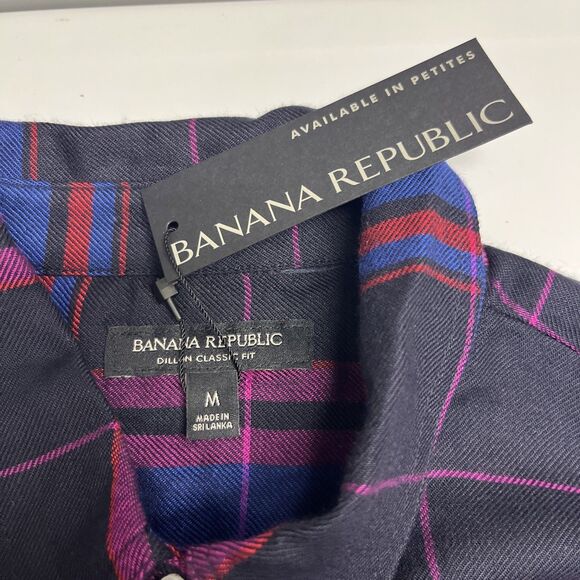 AVAILABLE IN PETITES
BANANA REPUBLIC
BANANA REPUBLIC
DILLON CLASSIC FIT
M
MADE IN
SRI LANKA